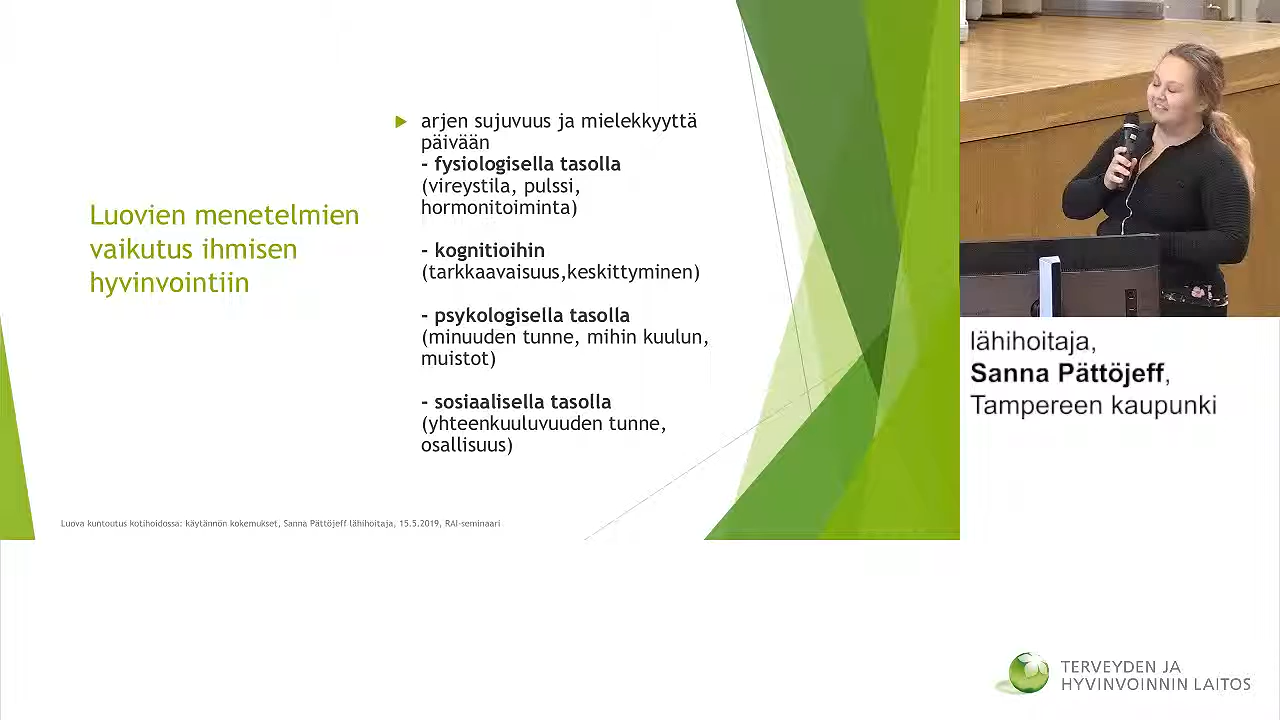 Luovien menetelmien
vaikutus ihmisen
hyvinvointiin
arjen sujuvuus ja mielekkyyttä
päivään
- fysiologisella tasolla
(vireystila, pulssi,
hormonitoiminta)
- kognitioihin
(tarkkaavaisuus,keskittyminen)
- psykologisella tasolla
(minuuden tunne, mihin kuulun,
muistot)
- sosiaalisella tasolla
(yhteenkuuluvuuden tunne,
osallisuus)
Luova kuntoutus kotihoidossa: käytännön kokemukset, Sanna Pättöjeff lähihoitaja, 15.5.2019, RAI-seminaari
lähihoitaja,
Sanna Pättöjeff,
Tampereen kaupunki
TERVEYDEN JA
HYVINVOINNIN LAITOS